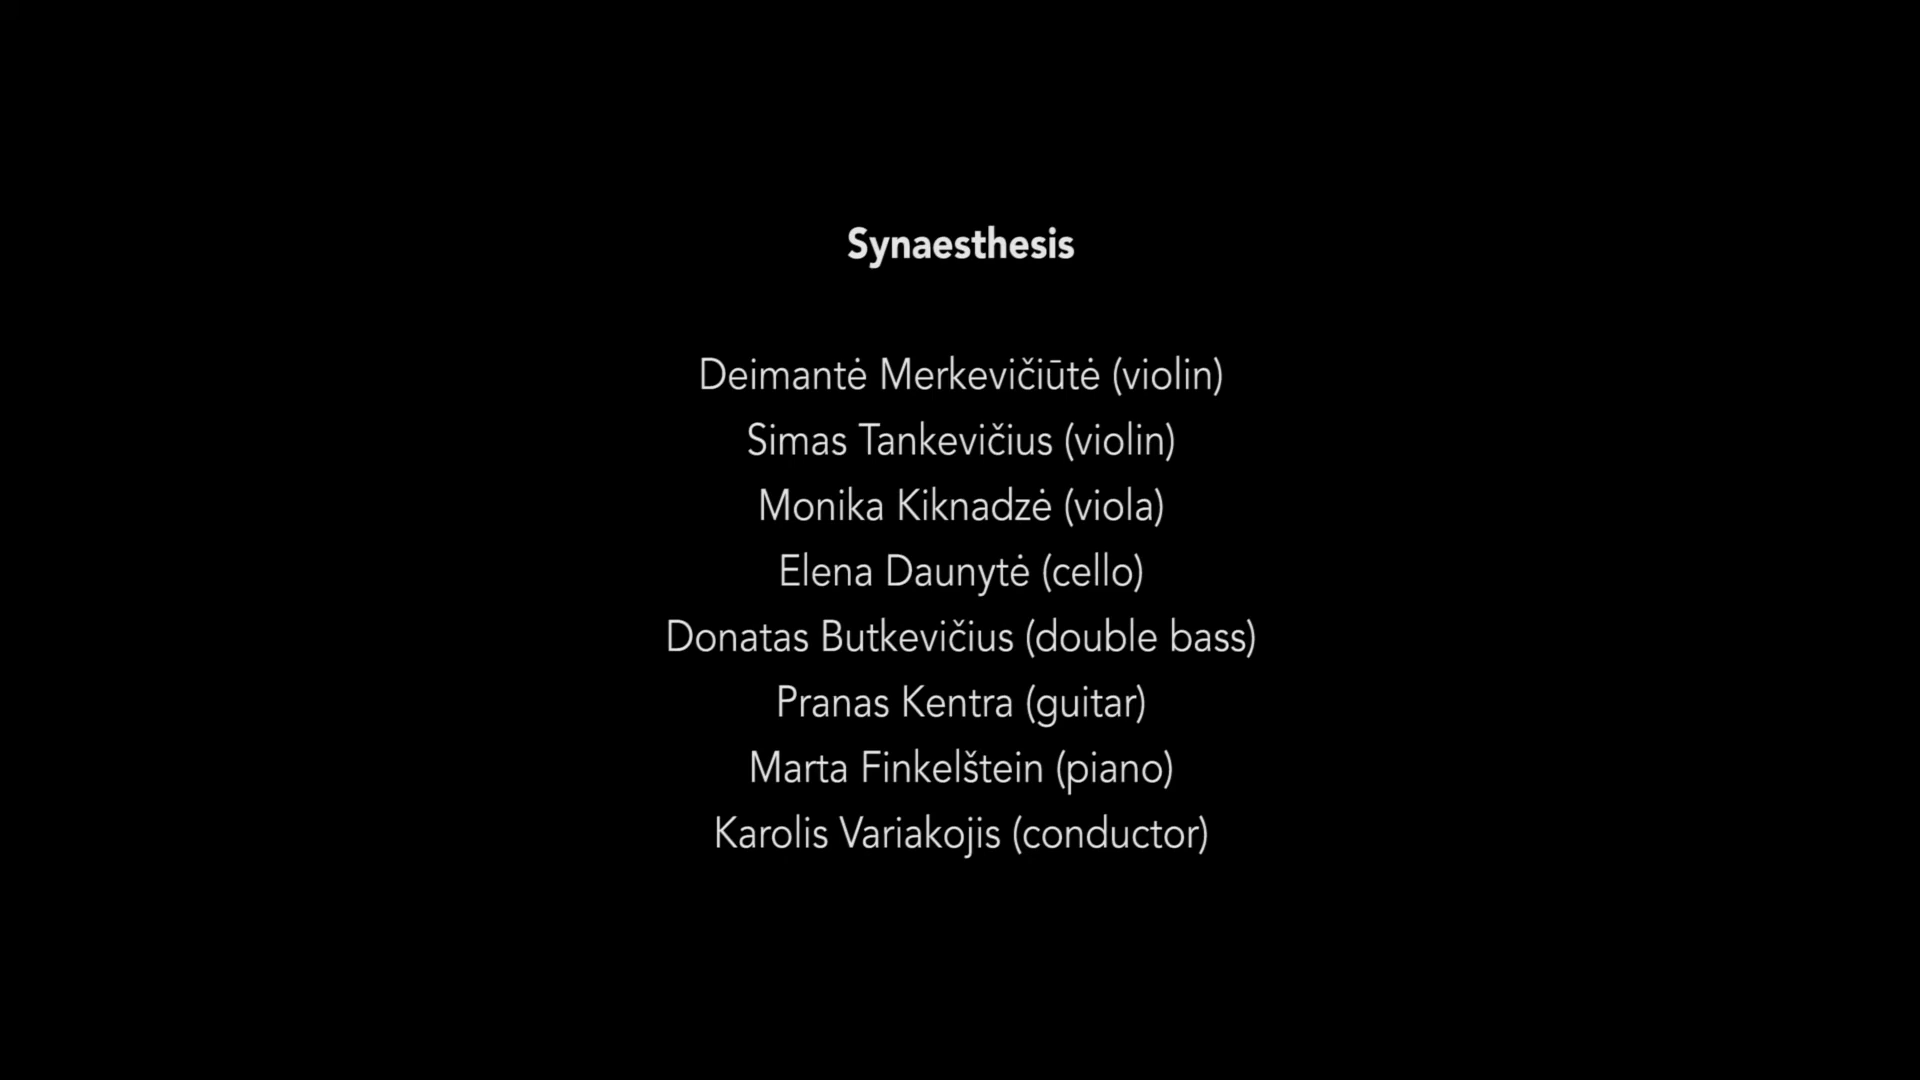 Synaesthesis
Deimantė Merkevičiūtė (violin)
Simas Tankevičius (violin)
Monika Kiknadzė (viola)
Elena Daunytė (cello)
Donatas Butkevičius (double bass)
Pranas Kentra (guitar)
Marta Finkelštein (piano)
Karolis Variakojis (conductor)